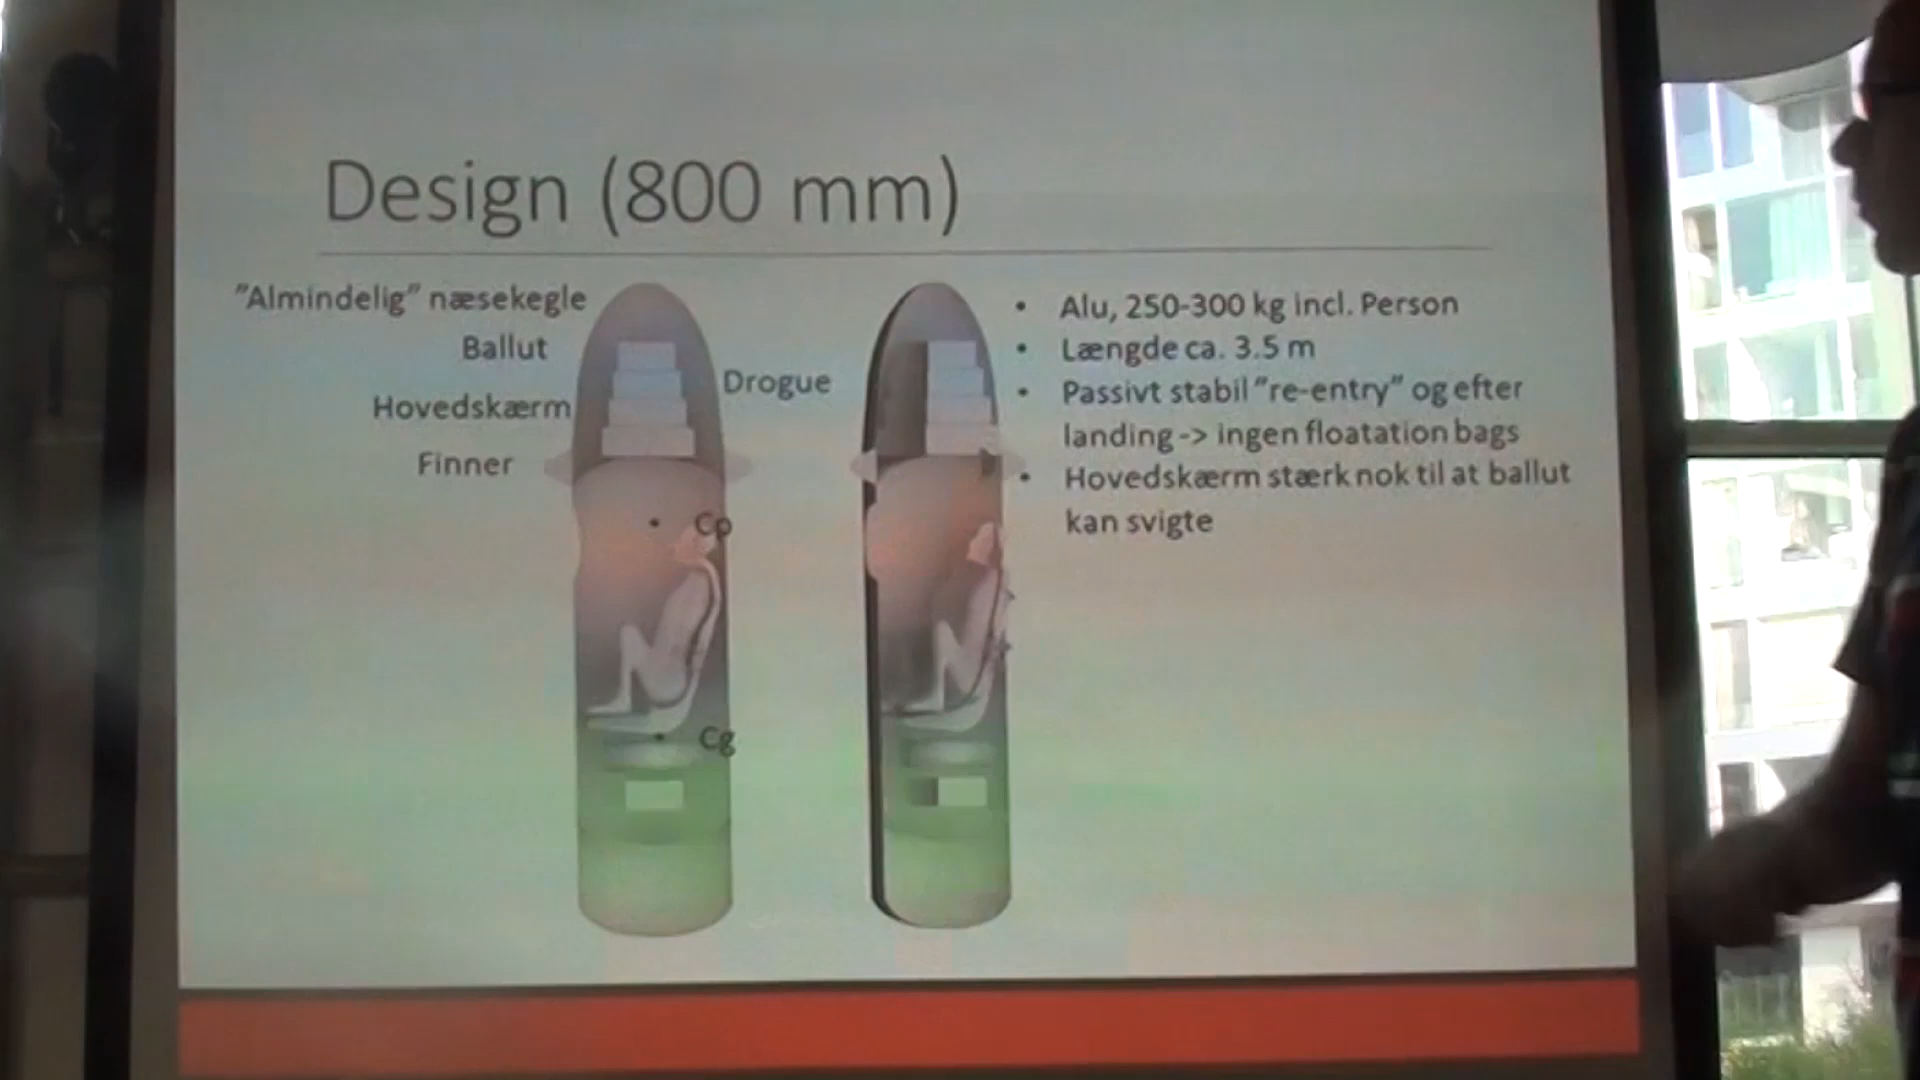 Design (800 mm)
"Almindelig" næsekegle
Ballut
Drogue
Hovedskærm
Finner
Cp
Cg
• Alu, 250-300 kg incl. Person
• Længde ca. 3.5 m
• Passivt stabil "re-entry" og efter
landing -> ingen floatation bags
• Hovedskærm stærk nok til at ballut
kan svigte